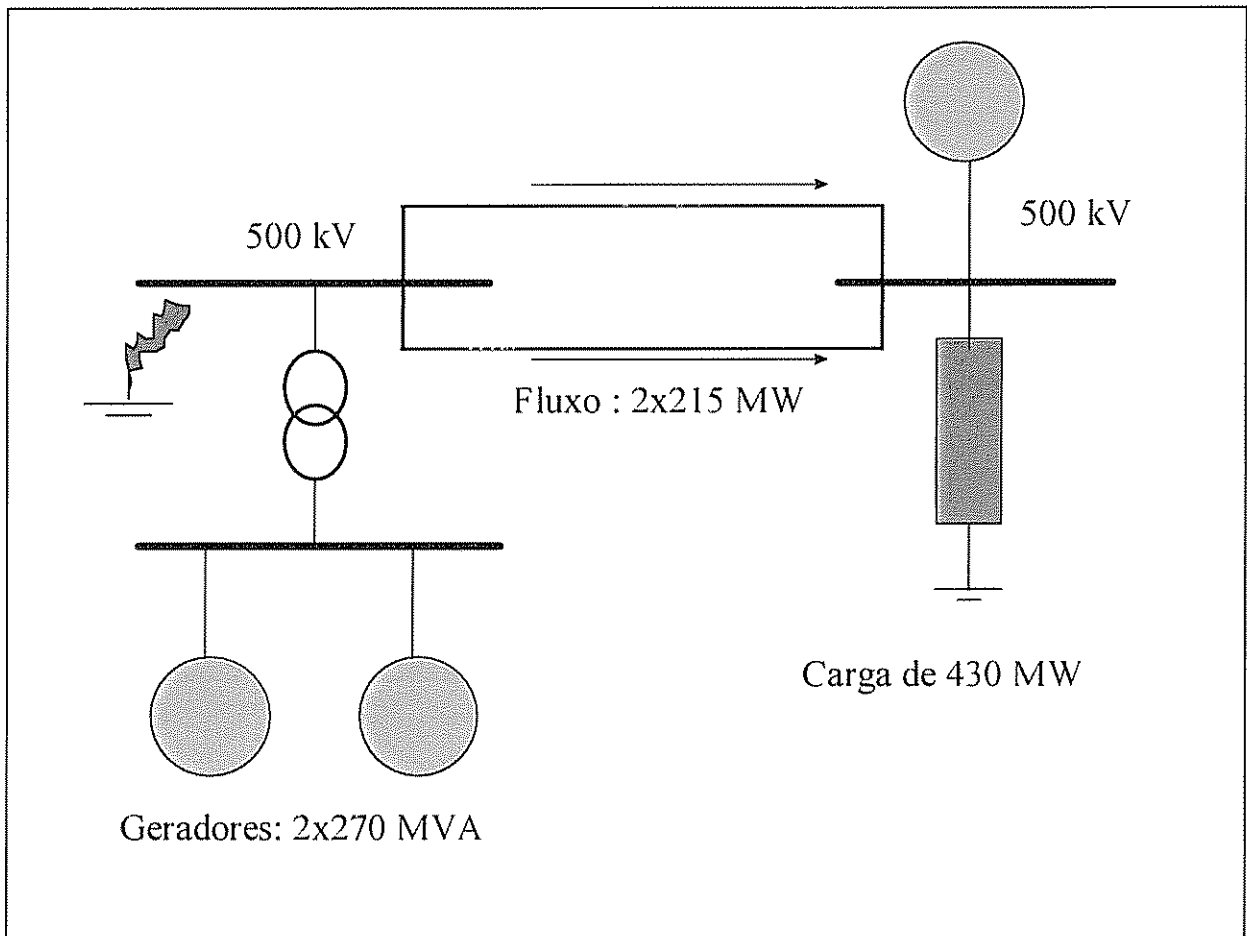 500 kV
500 kV
Fluxo : 2x215 MW
Carga de 430 MW
Geradores: 2x270 MVA